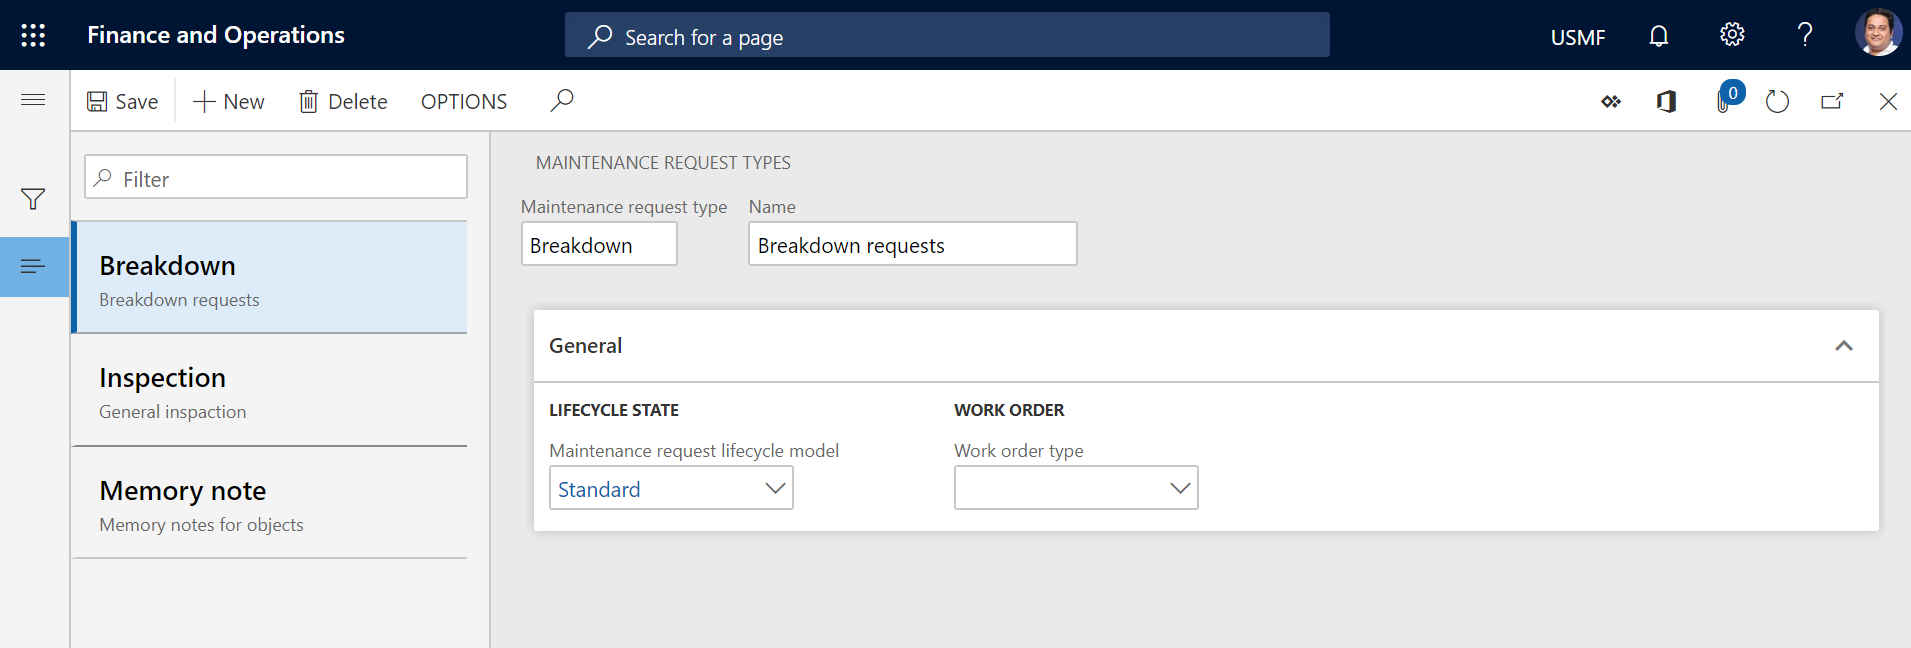 Finance and Operations
Search for a page
USMF
?
Save
New
Delete
OPTIONS
0
Filter
Breakdown
Breakdown requests
Inspection
General inspaction
Memory note
Memory notes for objects
MAINTENANCE REQUEST TYPES
Maintenance request type
Name
Breakdown
Breakdown requests
General
LIFECYCLE STATE
WORK ORDER
Maintenance request lifecycle model
Work order type
Standard